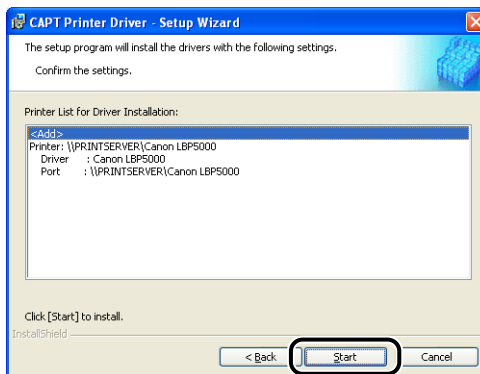 CAPT Printer Driver - Setup Wizard
The setup program will install the drivers with the following settings.
Confirm the settings.
Printer List for Driver Installation:
<Add>
Printer: \\PRINTSERVER\Canon LBP5000
Driver : Canon LBP5000
Port : \\PRINTSERVER\Canon LBP5000
Click [Start] to install.
InstallShield
< Back Start Cancel